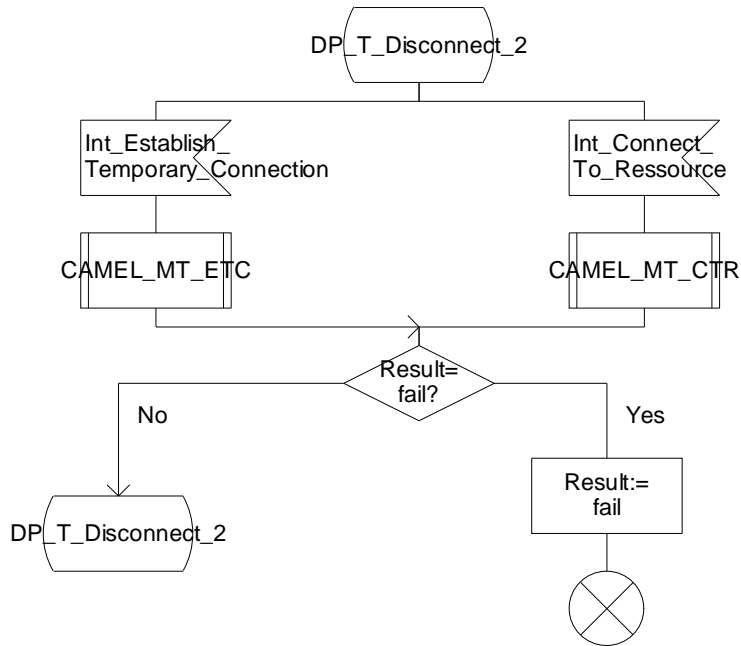 DP_T_Disconnect_2
Int_Establish_
Temporary_Connection
Int_Connect_
To_Ressource
CAMEL_MT_ETC
CAMEL_MT_CTR
Result=
fail?
No
Yes
Result:=
fail
DP_T_Disconnect_2